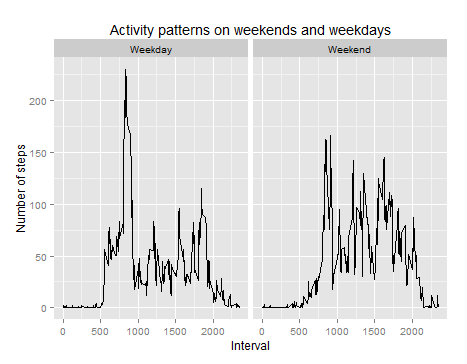 Activity patterns on weekends and weekdays
Weekday Weekend
Number of steps
200
150
100
50
0
0 500 1000 1500 2000 0 500 1000 1500 2000
Interval